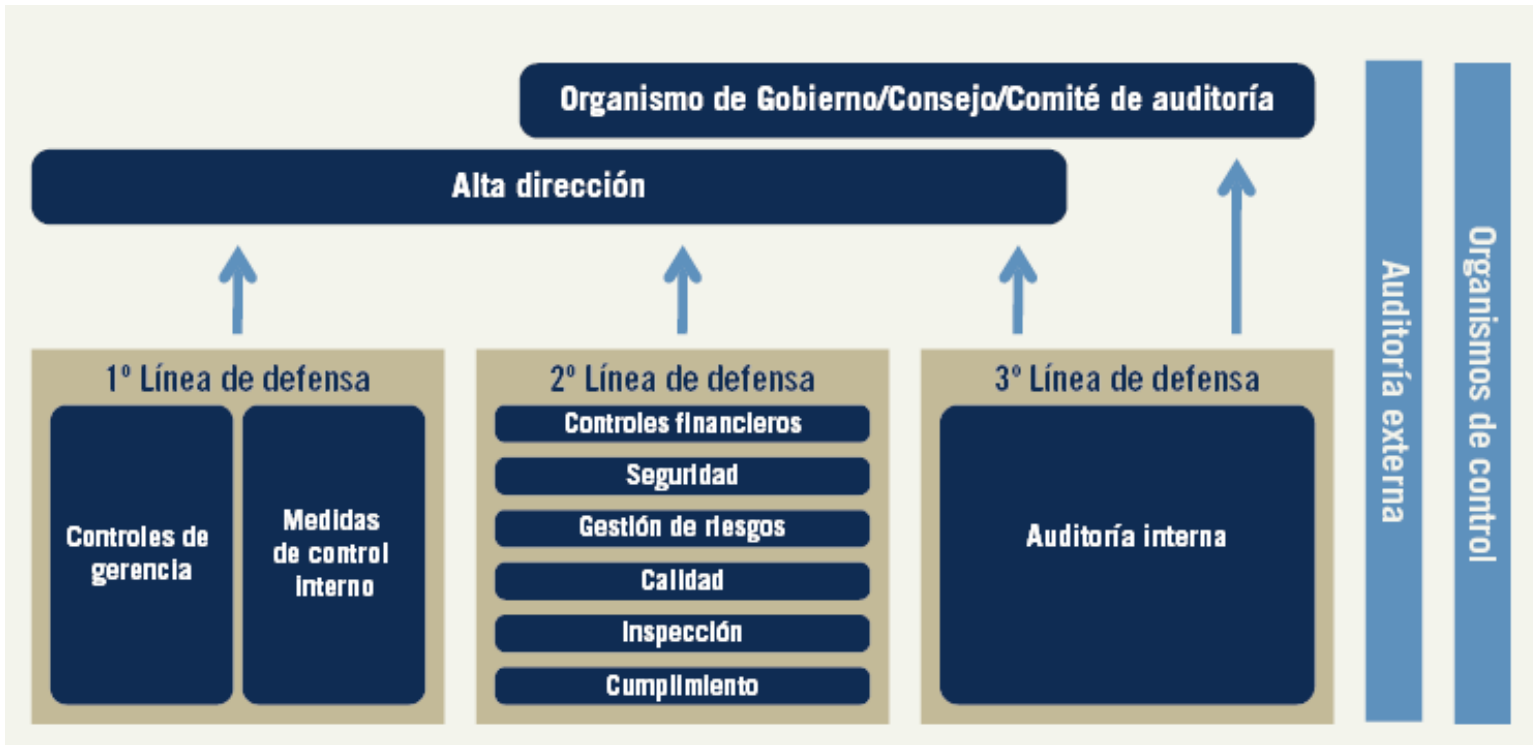 Organismo de Gobierno/Consejo/Comité de auditoría
Alta dirección
1º Línea de defensa
Controles de
gerencia
Medidas
de control
interno
2º Línea de defensa
Controles financieros
Seguridad
Gestión de riesgos
Calidad
Inspección
Cumplimiento
3º Línea de defensa
Auditoría interna
Auditoría externa
Organismos de control